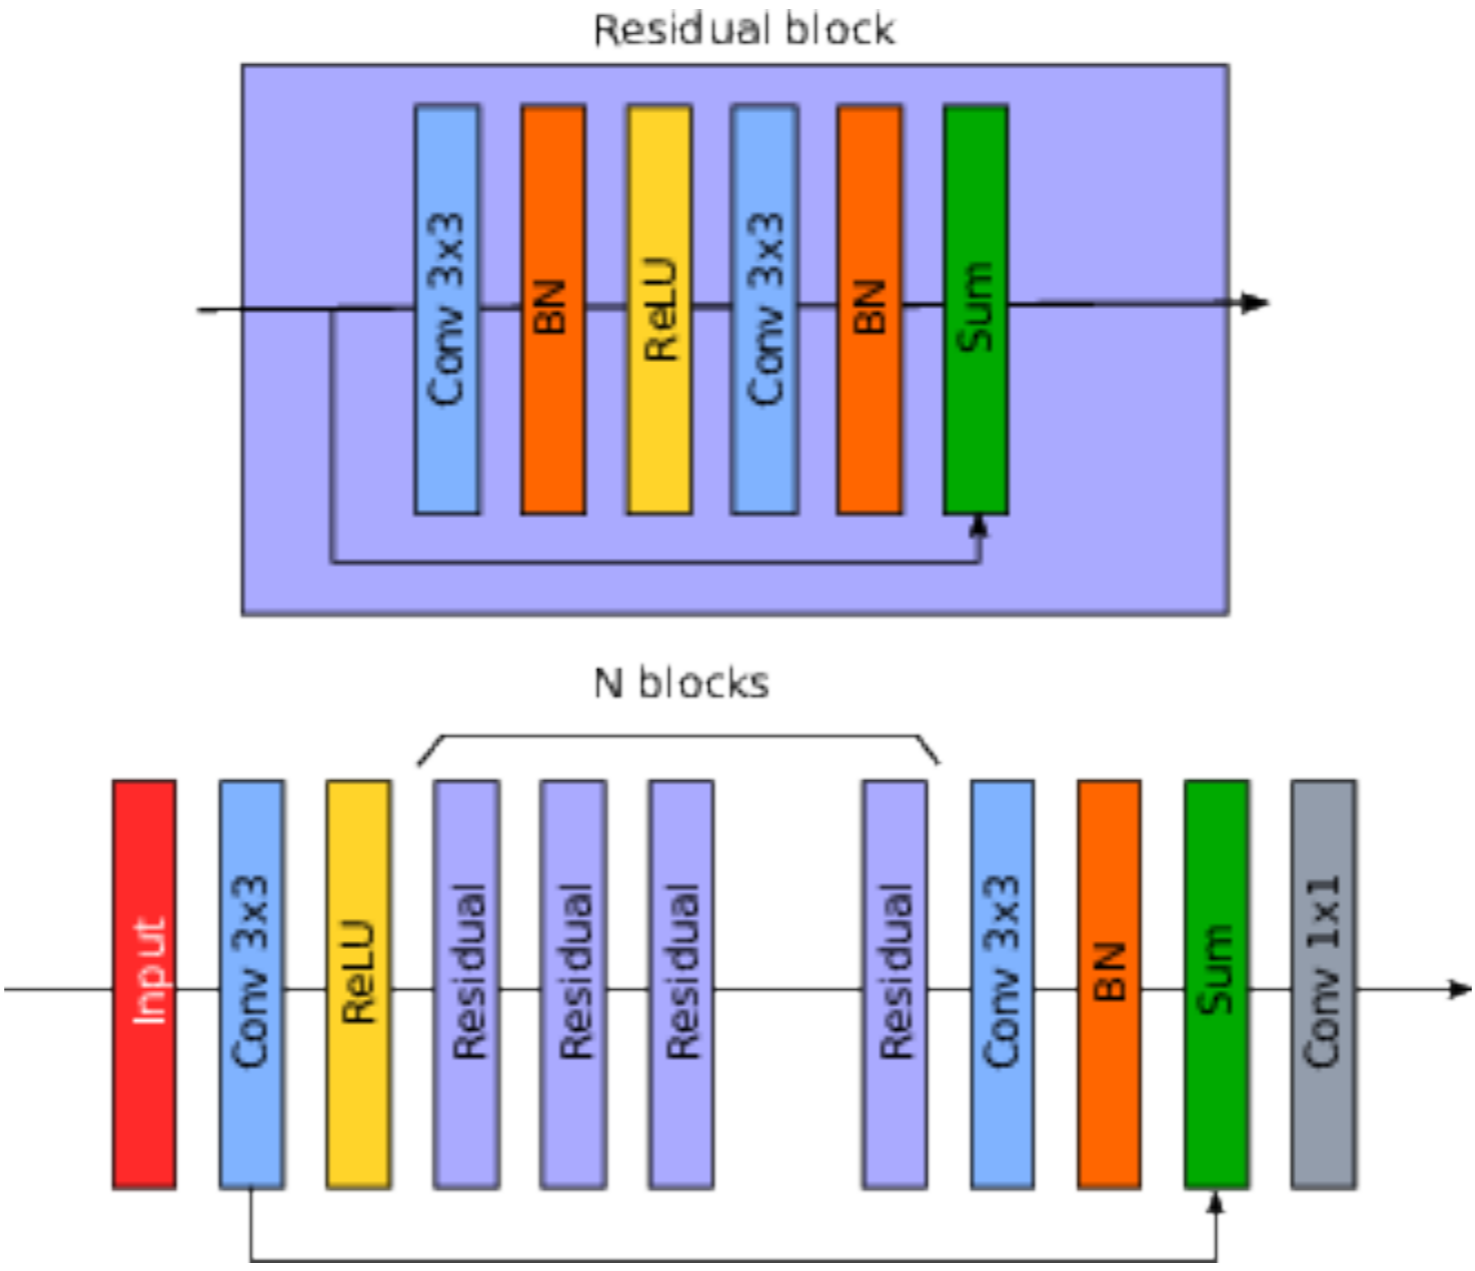 Residual block
Conv 3x3
BN
ReLU
Conv 3x3
BN
Sum
N blocks
Input
Conv 3x3
ReLU
Residual
Residual
Residual
Residual
Conv 3x3
BN
Sum
Conv 1x1